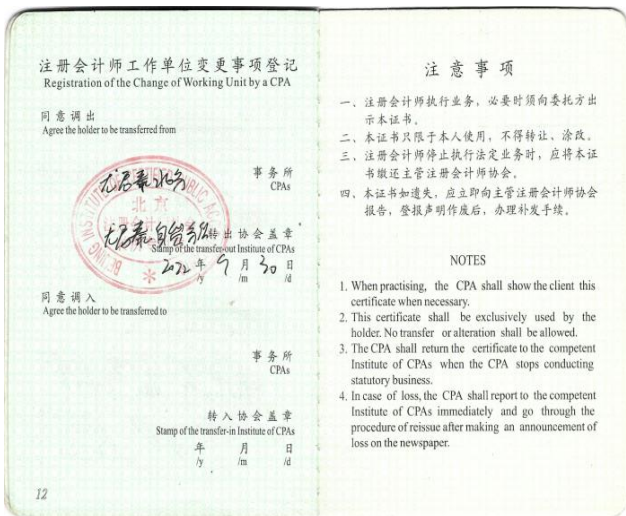 注册会计师工作单位变更事项登记
Registration of the Change of Working Unit by a CPA
同意调出
Agree the holder to be transferred from
事务所
CPAs
北京
转出协会盖章
Stamp of the transfer-out Institute of CPAs
2022 年 9 月 30 日
/y /m /d
同意调入
Agree the holder to be transferred to
事务所
CPAs
转入协会盖章
Stamp of the transfer-in Institute of CPAs
年 月 日
/y /m /d
12
注意事项
一、注册会计师执行业务，必要时须向委托方出
示本证书。
二、本证书只限于本人使用，不得转让、涂改。
三、注册会计师停止执行法定业务时，应将本证
书缴还主管注册会计师协会。
四、本证书如遗失，应立即向主管注册会计师协会
报告，登报声明作废后，办理补发手续。
NOTES
1. When practising, the CPA shall show the client this
certificate when necessary.
2. This certificate shall be exclusively used by the
holder. No transfer or alteration shall be allowed.
3. The CPA shall return the certificate to the competent
Institute of CPAs when the CPA stops conducting
statutory business.
4. In case of loss, the CPA shall report to the competent
Institute of CPAs immediately and go through the
procedure of reissue after making an announcement of
loss on the newspaper.